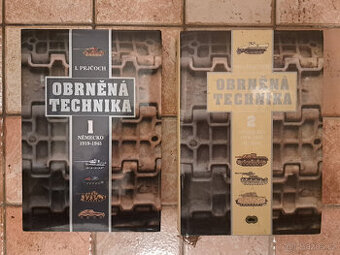 I. PEJČOCH
OBRNĚNÁ
TECHNIKA
1
NĚMECKO
1919-1945
OBRNĚNÁ
TECHNIKA
2